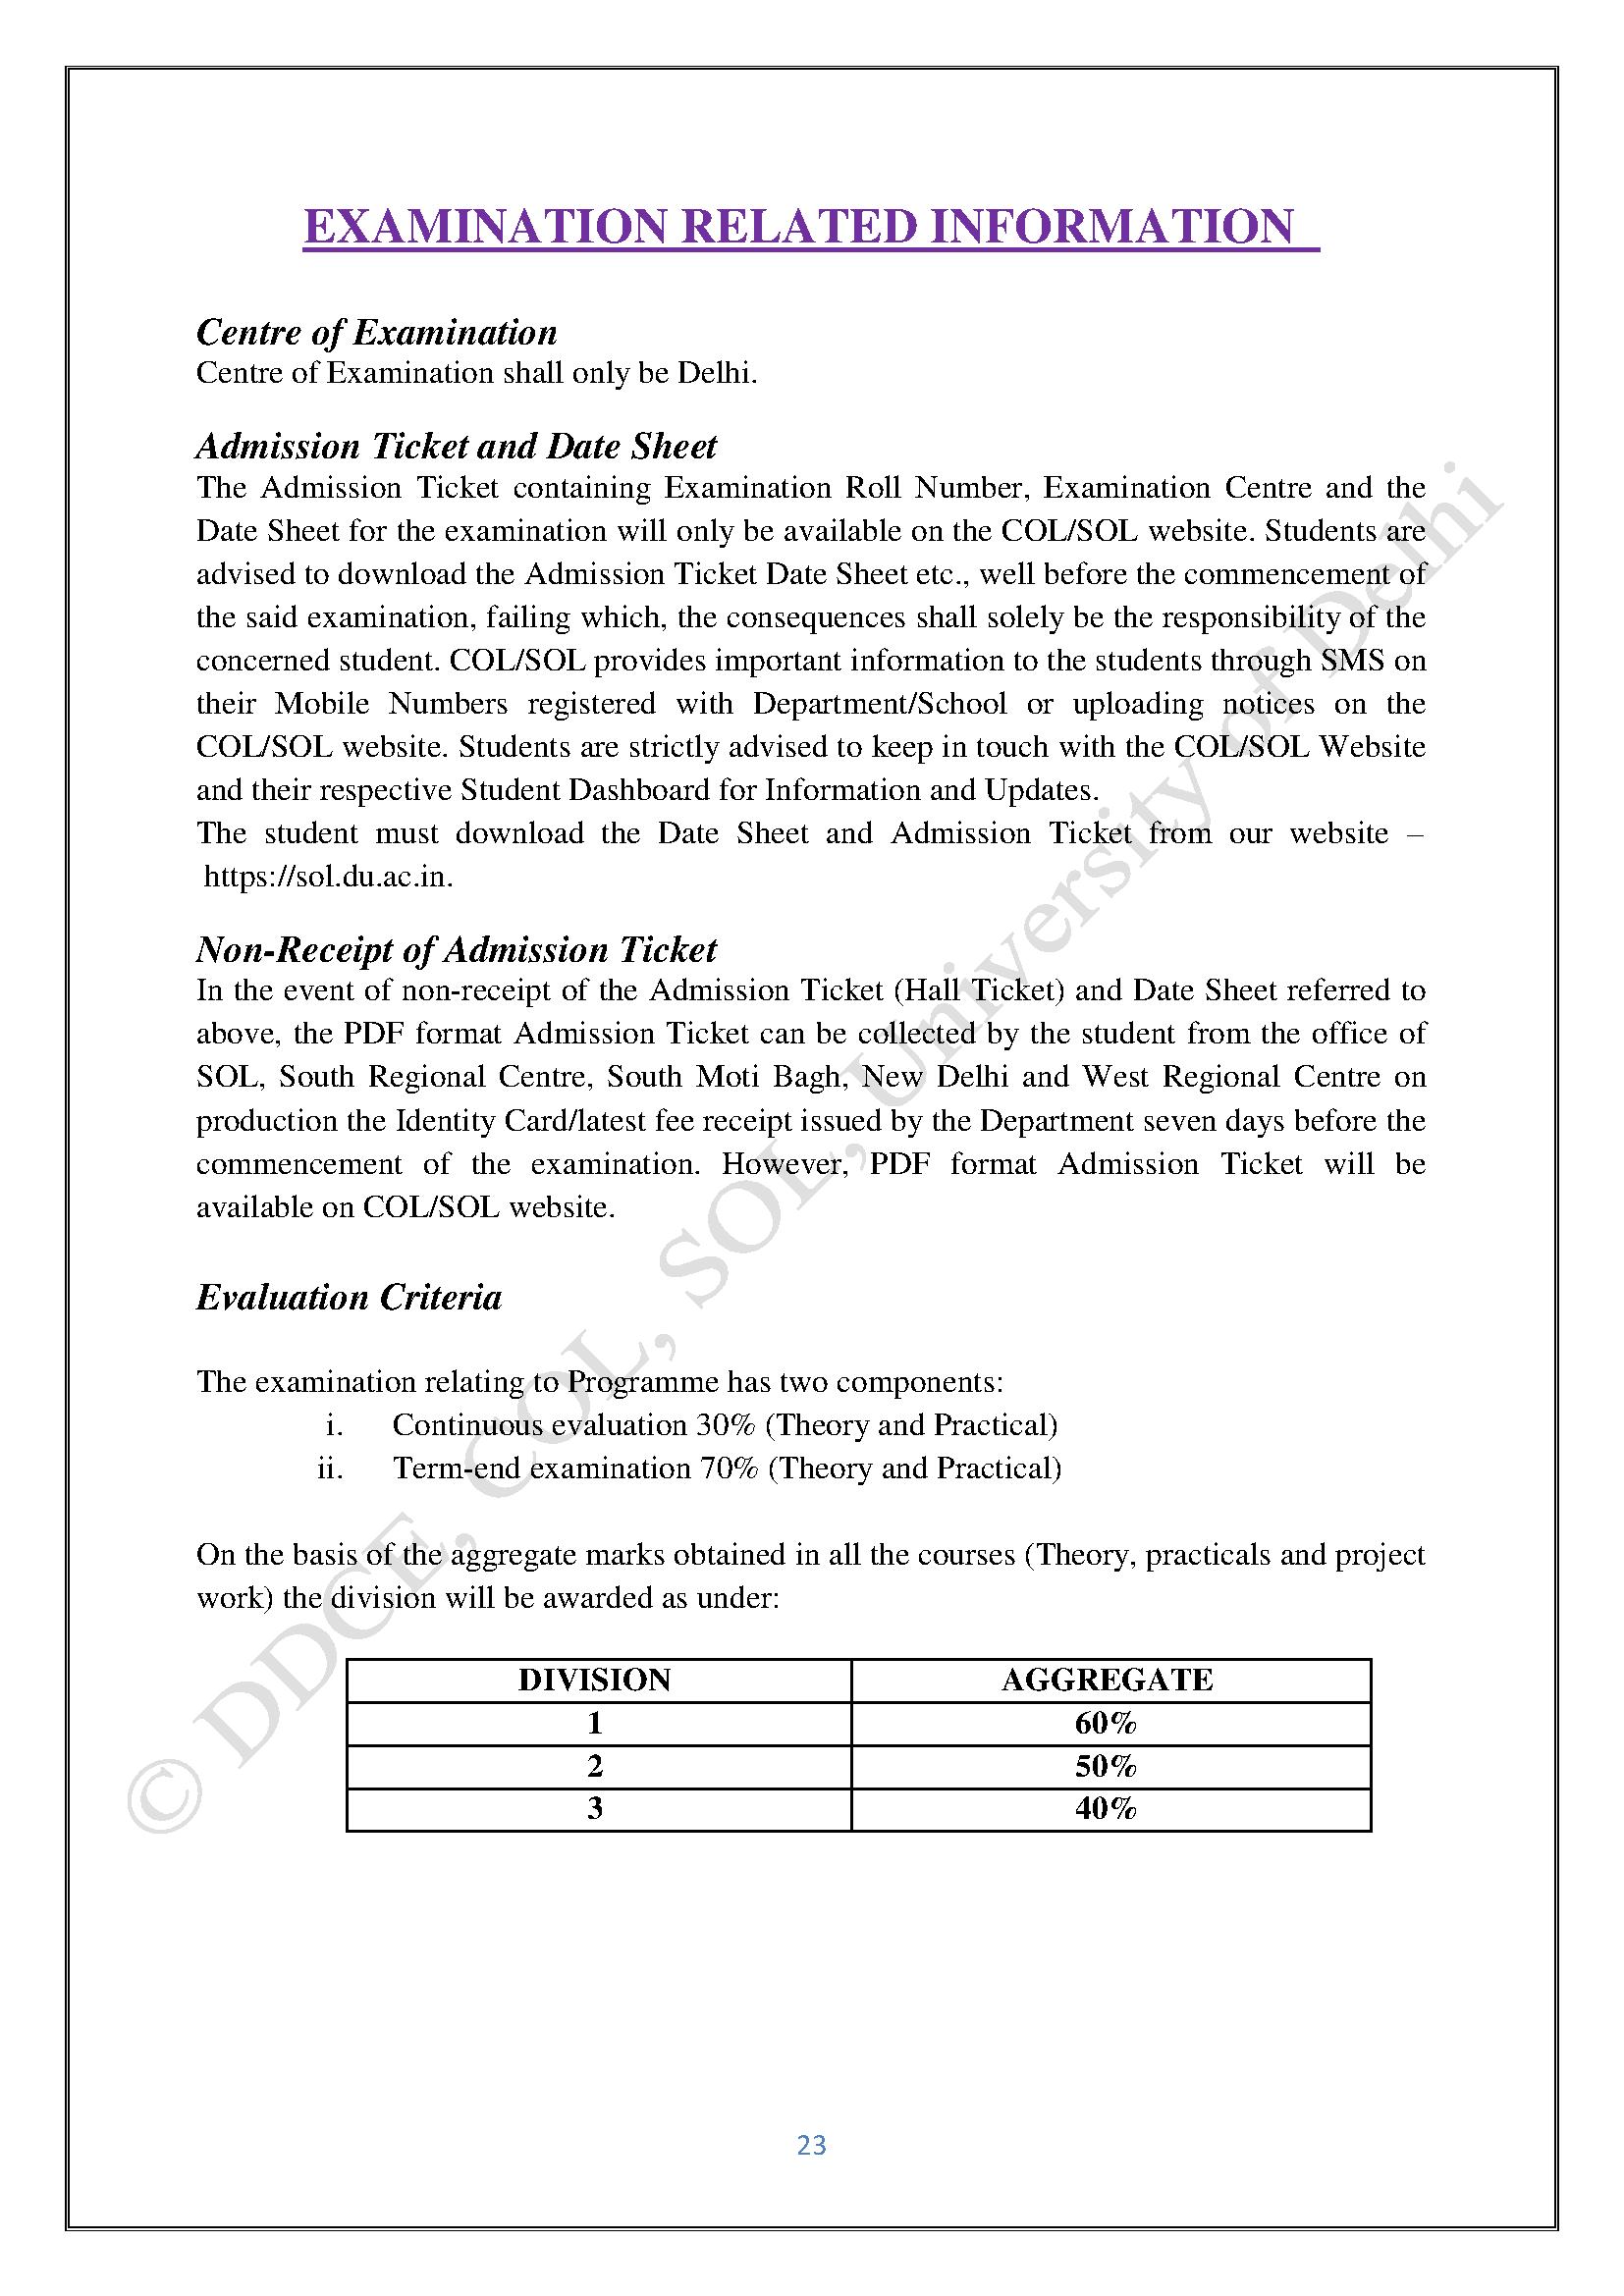 EXAMINATION RELATED INFORMATION
Centre of Examination
Centre of Examination shall only be Delhi.
Admission Ticket and Date Sheet
The Admission Ticket containing Examination Roll Number, Examination Centre and the
Date Sheet for the examination will only be available on the COL/SOL website. Students are
advised to download the Admission Ticket Date Sheet etc., well before the commencement of
the said examination, failing which, the consequences shall solely be the responsibility of the
concerned student. COL/SOL provides important information to the students through SMS on
their Mobile Numbers registered with Department/School or uploading notices on the
COL/SOL website. Students are strictly advised to keep in touch with the COL/SOL Website
and their respective Student Dashboard for Information and Updates.
The student must download the Date Sheet and Admission Ticket from our website –
https://sol.du.ac.in.
Non-Receipt of Admission Ticket
In the event of non-receipt of the Admission Ticket (Hall Ticket) and Date Sheet referred to
above, the PDF format Admission Ticket can be collected by the student from the office of
SOL, South Regional Centre, South Moti Bagh, New Delhi and West Regional Centre on
production the Identity Card/latest fee receipt issued by the Department seven days before the
commencement of the examination. However, PDF format Admission Ticket will be
available on COL/SOL website.
Evaluation Criteria
The examination relating to Programme has two components:
i. Continuous evaluation 30% (Theory and Practical)
ii. Term-end examination 70% (Theory and Practical)
On the basis of the aggregate marks obtained in all the courses (Theory, practicals and project
work) the division will be awarded as under:
DIVISION AGGREGATE
1 60%
2 50%
3 40%
© DDCE, COL, SOL, University of Delhi
23